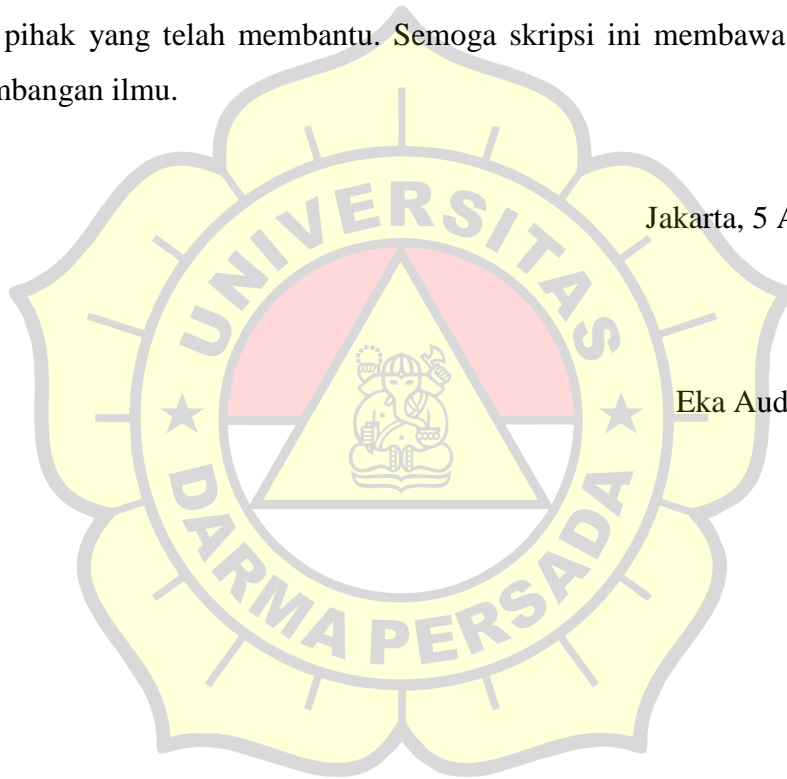 pihak yang telah membantu. Semoga skripsi ini membawa
mbangan ilmu.
Jakarta, 5 A
Eka Aud
UNIVERSITAS
DARMA PERSADA